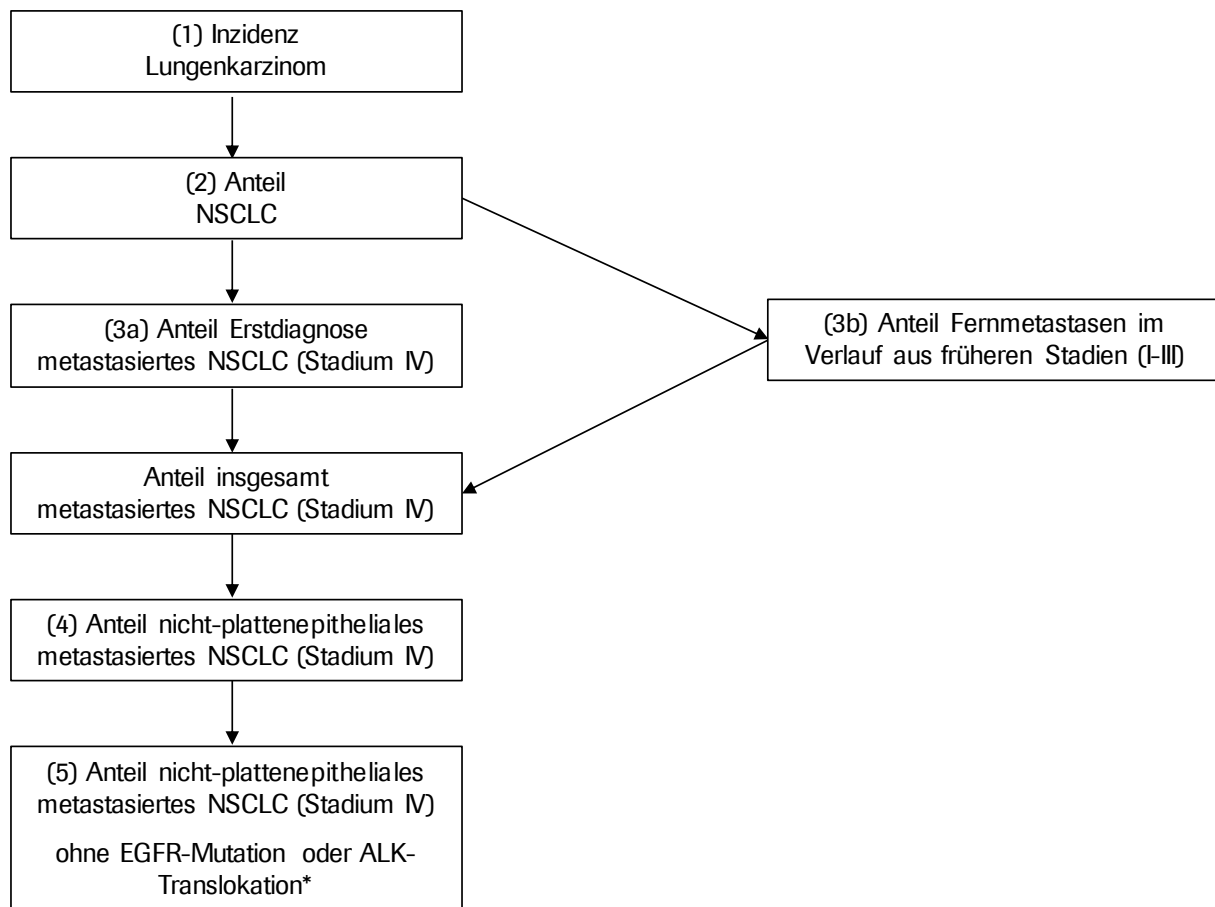 (1) Inzidenz
Lungenkarzinom
(2) Anteil
NSCLC
(3a) Anteil Erstdiagnose
metastasiertes NSCLC (Stadium IV)
(3b) Anteil Fernmetastasen im
Verlauf aus früheren Stadien (I-III)
Anteil insgesamt
metastasiertes NSCLC (Stadium IV)
(4) Anteil nicht-plattenepitheliales
metastasiertes NSCLC (Stadium IV)
(5) Anteil nicht-plattenepitheliales
metastasiertes NSCLC (Stadium IV)
ohne EGFR-Mutation oder ALK-
Translokation*